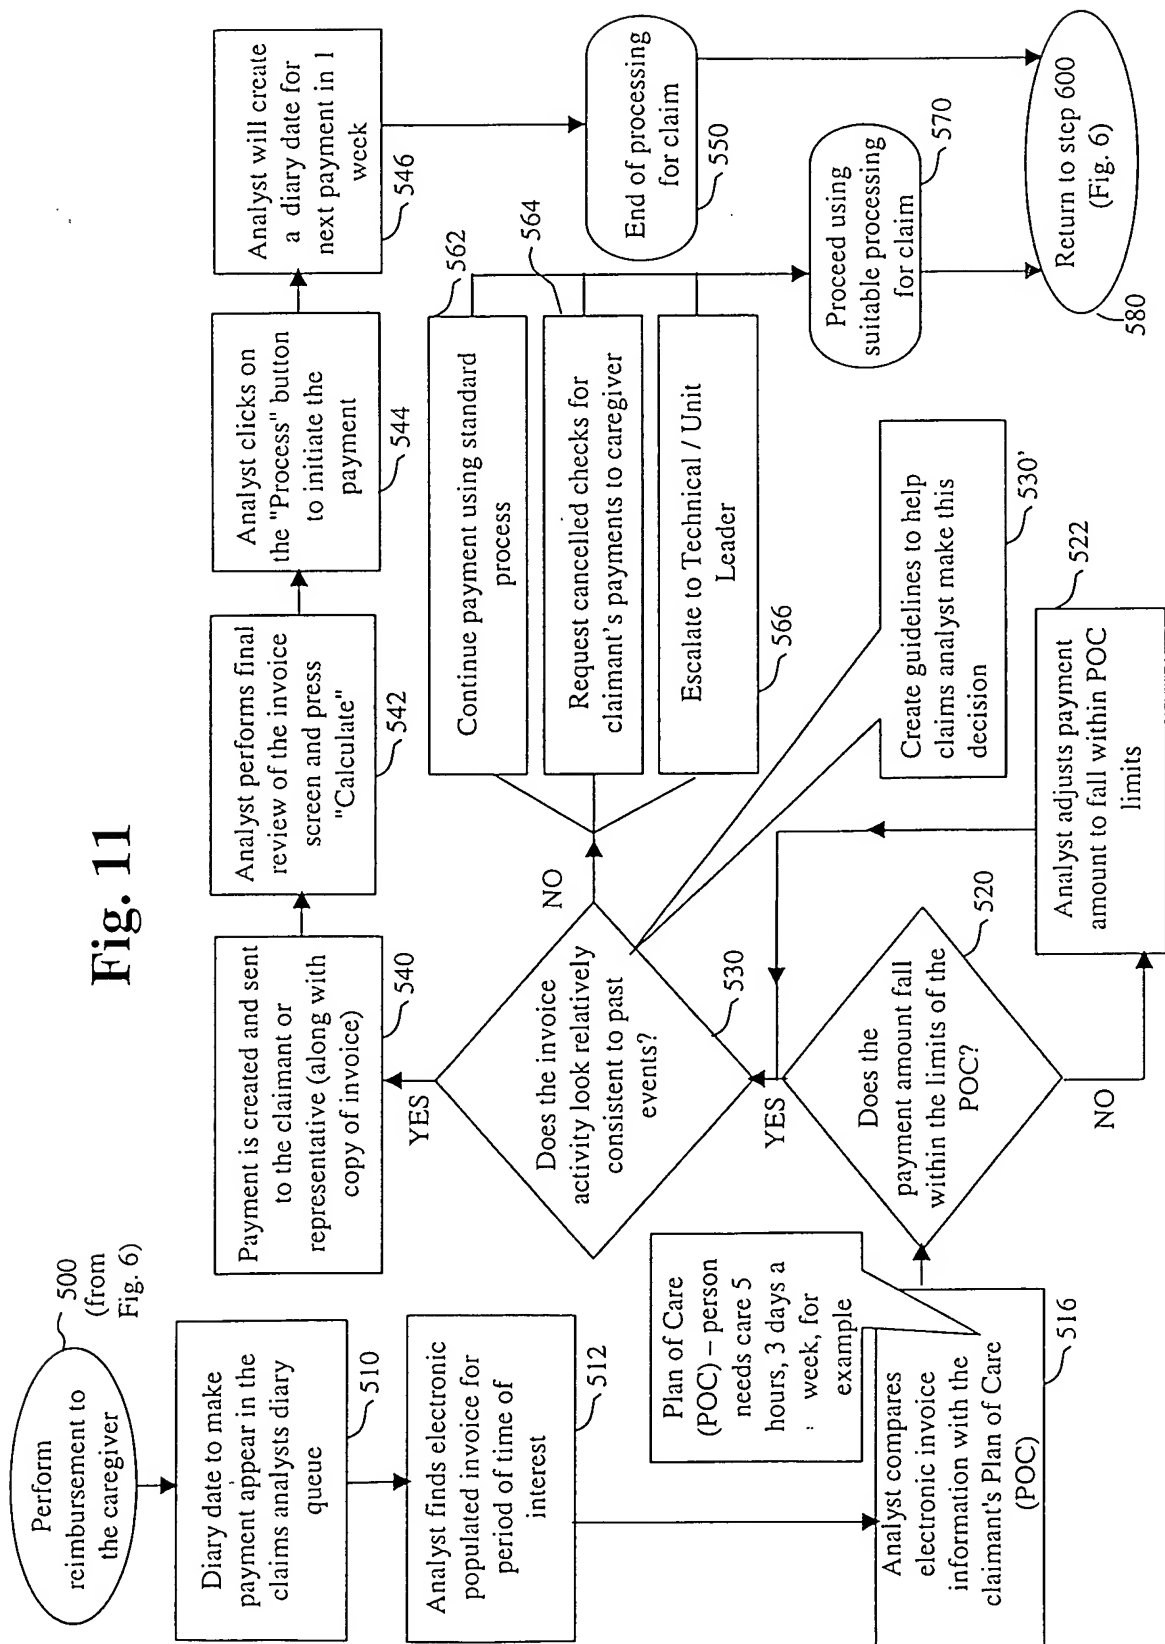 Fig. 11
Perform
reimbursement to
the caregiver
500
(from
Fig. 6)
Diary date to make
payment appear in the
claims analysts diary
queue
510
Analyst finds electronic
populated invoice for
period of time of
interest
512
Plan of Care
(POC) – person
needs care 5
hours, 3 days a
week, for
example
Analyst compares
electronic invoice
information with the
claimant's Plan of Care
(POC)
516
Does the
payment amount fall
within the limits of the
POC?
520
YES
NO
Analyst adjusts payment
amount to fall within POC
limits
522
Does the invoice
activity look relatively
consistent to past
events?
530
YES
NO
Create guidelines to help
claims analyst make this
decision
530'
Payment is created and sent
to the claimant or
representative (along with
copy of invoice)
540
Analyst performs final
review of the invoice
screen and press
"Calculate"
542
Analyst clicks on
the "Process" button
to initiate the
payment
544
Analyst will create
a diary date for
next payment in 1
week
546
Continue payment using standard
process
562
Request cancelled checks for
claimant's payments to caregiver
564
Escalate to Technical / Unit
Leader
566
End of processing
for claim
550
Proceed using
suitable processing
for claim
570
Return to step 600
(Fig. 6)
580